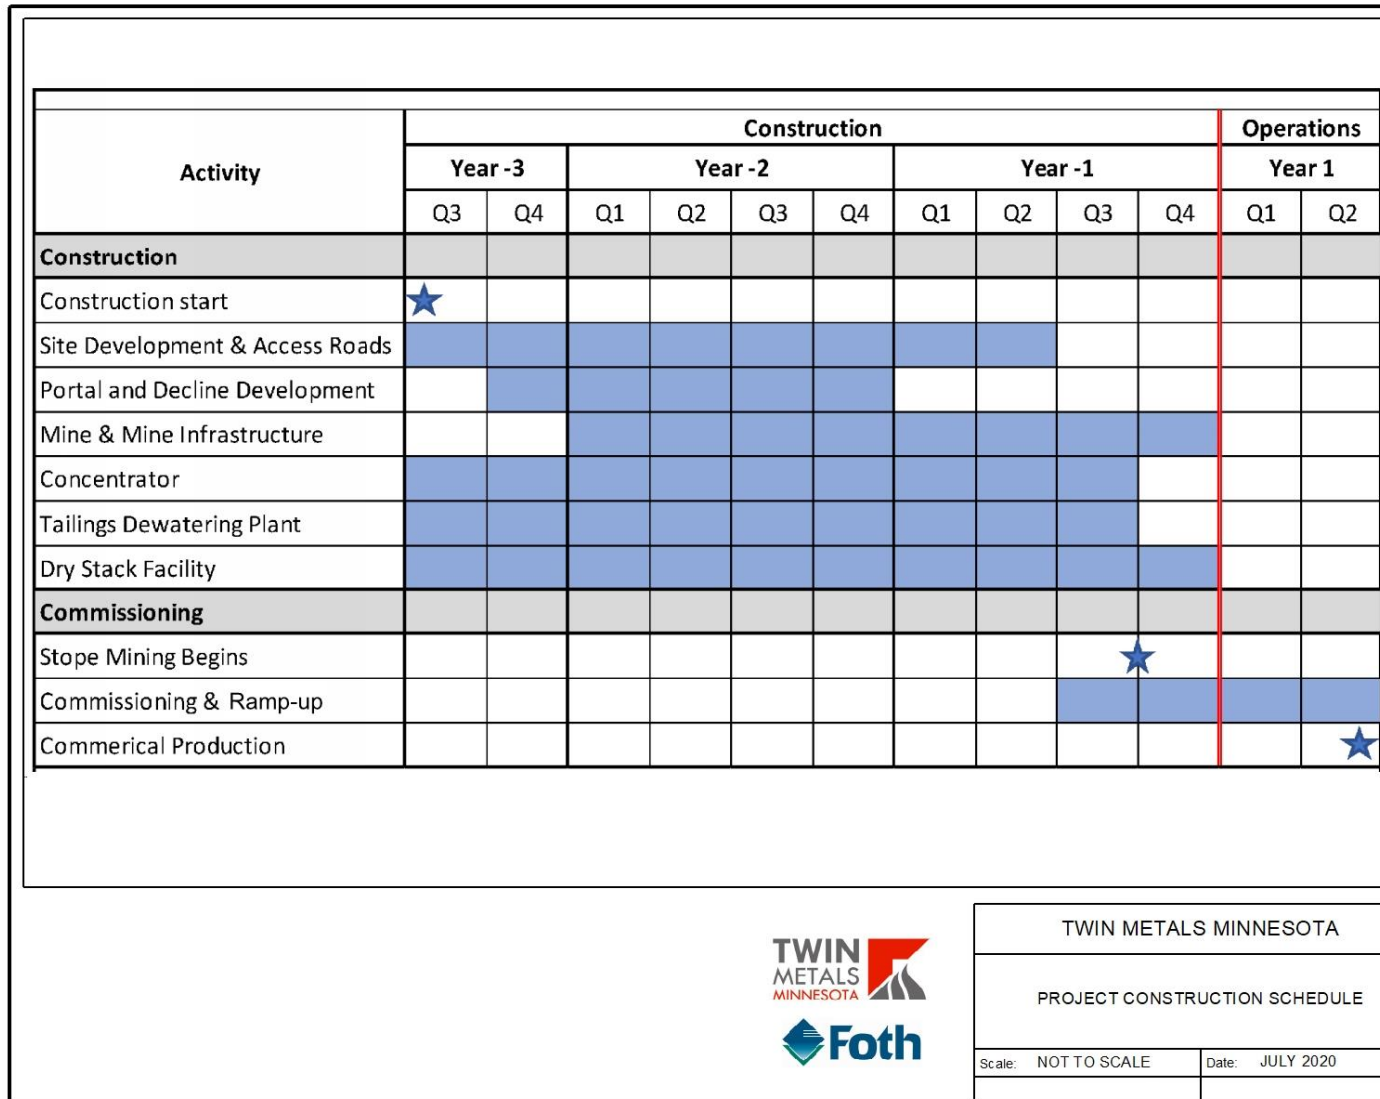 Construction Operations
Activity Year -3 Year -2 Year -1 Year 1
Q3 Q4 Q1 Q2 Q3 Q4 Q1 Q2 Q3 Q4 Q1 Q2
Construction
Construction start
Site Development & Access Roads
Portal and Decline Development
Mine & Mine Infrastructure
Concentrator
Tailings Dewatering Plant
Dry Stack Facility
Commissioning
Stope Mining Begins
Commissioning & Ramp-up
Commerical Production
TWIN
METALS
MINNESOTA
Foth
TWIN METALS MINNESOTA
PROJECT CONSTRUCTION SCHEDULE
Scale: NOT TO SCALE Date: JULY 2020